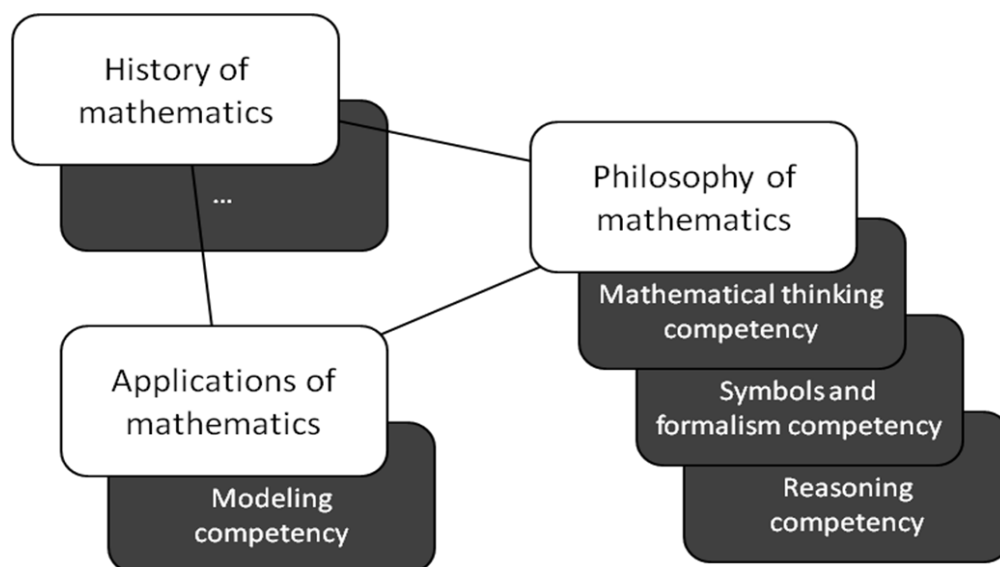 History of
mathematics
...
Philosophy of
mathematics
Mathematical thinking
competency
Symbols and
formalism competency
Reasoning
competency
Applications of
mathematics
Modeling
competency